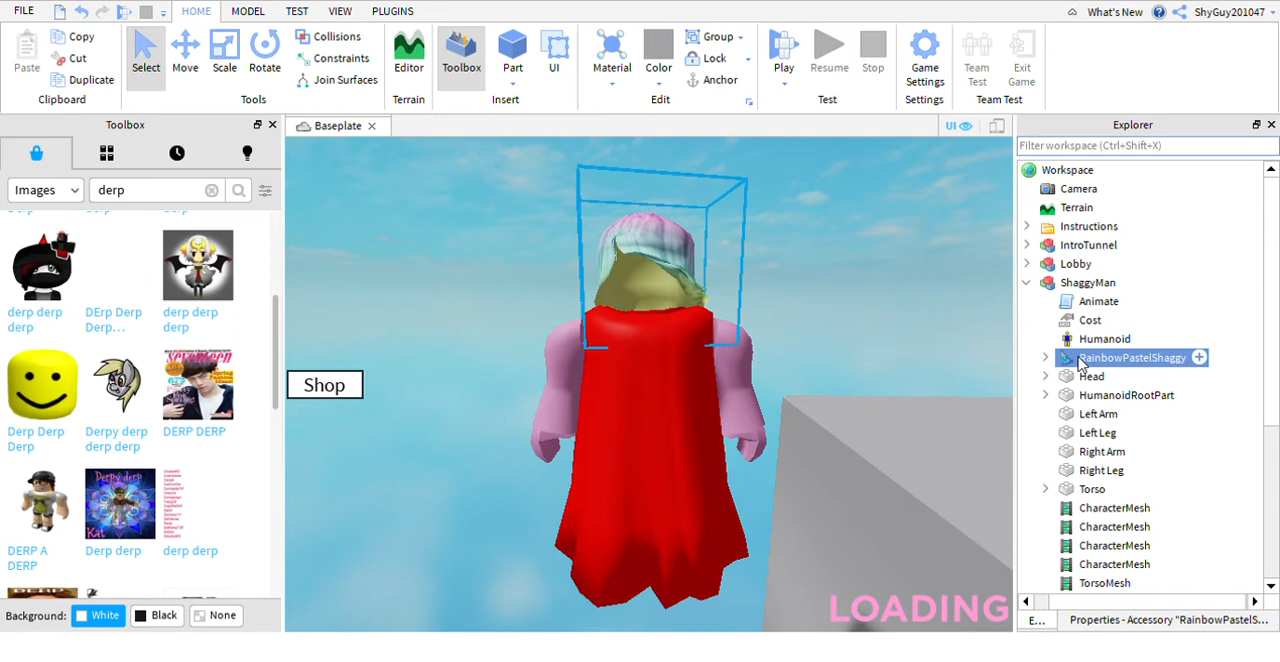 FILE HOME MODEL TEST VIEW PLUGINS What's New ShyGuy201047
Paste Copy Cut Duplicate Clipboard
Select Move Scale Rotate Collisions Constraints Join Surfaces Tools
Editor Terrain
Toolbox Part UI Insert
Material Color Group Lock Anchor Edit
Play Resume Stop Test
Game Settings Settings
Team Test Exit Game Team Test
Toolbox
Images derp
derp derp derp
DErp Derp Derp...
derp derp derp
Derp Derp Derp
Derpy derp derp derp
SEVENTEEN
DERP DERP
Derpy derp
Kat
DERP A DERP
Derp derp
derp derp
Background: White Black None
Baseplate
UI
Shop
LOADING
Explorer
Filter workspace (Ctrl+Shift+X)
Workspace
Camera
Terrain
Instructions
IntroTunnel
Lobby
ShaggyMan
Animate
Cost
Humanoid
RainbowPastelShaggy
Head
HumanoidRootPart
Left Arm
Left Leg
Right Arm
Right Leg
Torso
CharacterMesh
CharacterMesh
CharacterMesh
CharacterMesh
TorsoMesh
E... Properties - Accessory "RainbowPastelS...